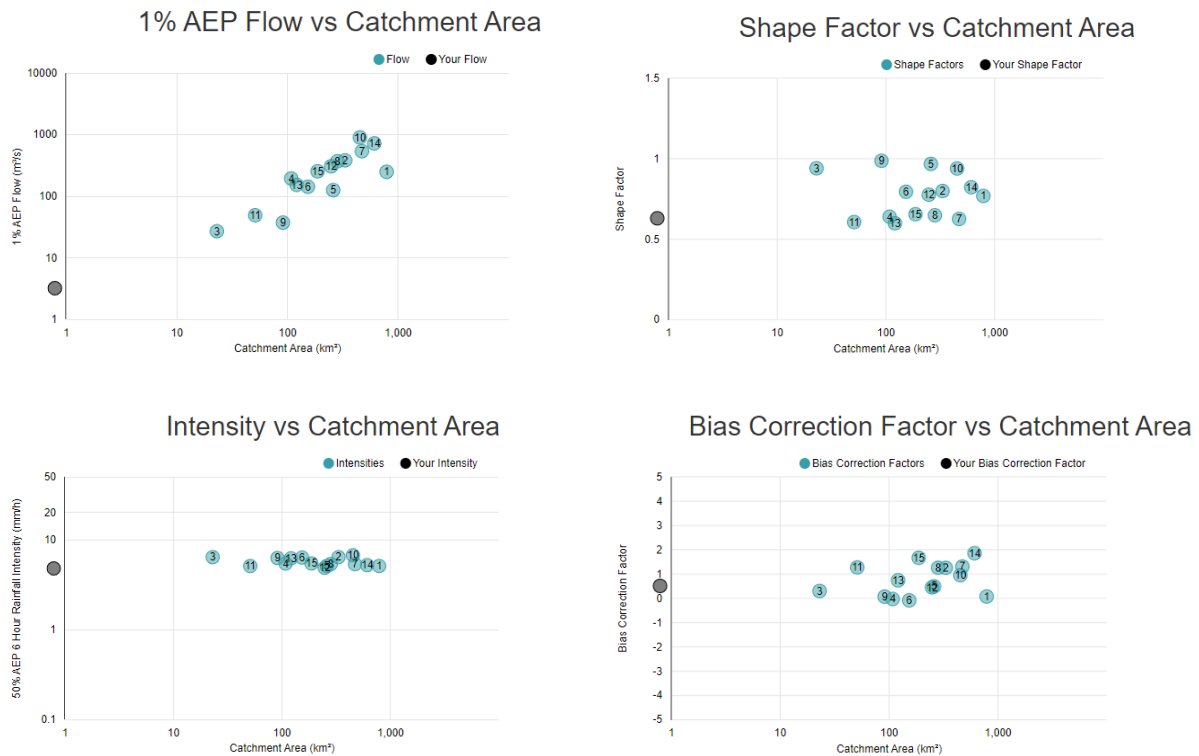 1% AEP Flow vs Catchment Area
Flow Your Flow
10000
1000
100
10
1
1% AEP Flow (m³/s)
10 14 7 8 2 12 15 1 4 13 6 5 11 9 3
1 10 100 1,000
Catchment Area (km²)
Shape Factor vs Catchment Area
Shape Factors Your Shape Factor
1.5
1
0.5
0
Shape Factor
9 5 3 10 14 6 2 12 1 4 15 8 7 11 13
1 10 100 1,000
Catchment Area (km²)
Intensity vs Catchment Area
Intensities Your Intensity
50
20
10
1
0.1
50% AEP 6 Hour Rainfall Intensity (mm/h)
3 11 9 4 13 6 15 12 8 2 10 7 14 1
1 10 100 1,000
Catchment Area (km²)
Bias Correction Factor vs Catchment Area
Bias Correction Factors Your Bias Correction Factor
5
4
3
2
1
0
-1
-2
-3
-4
-5
Bias Correction Factor
14 15 11 8 2 7 10 13 12 5 3 9 4 6 1
1 10 100 1,000
Catchment Area (km²)